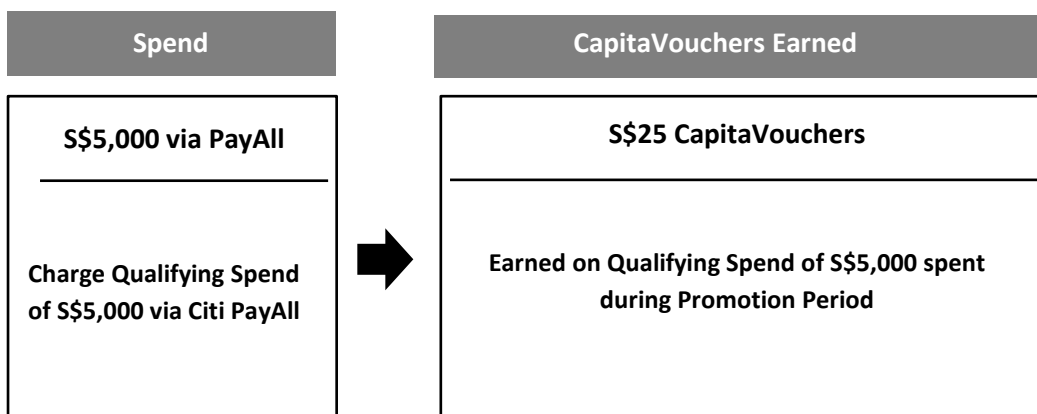 Spend
CapitaVouchers Earned
S$5,000 via PayAll
Charge Qualifying Spend
of S$5,000 via Citi PayAll
S$25 CapitaVouchers
Earned on Qualifying Spend of S$5,000 spent
during Promotion Period